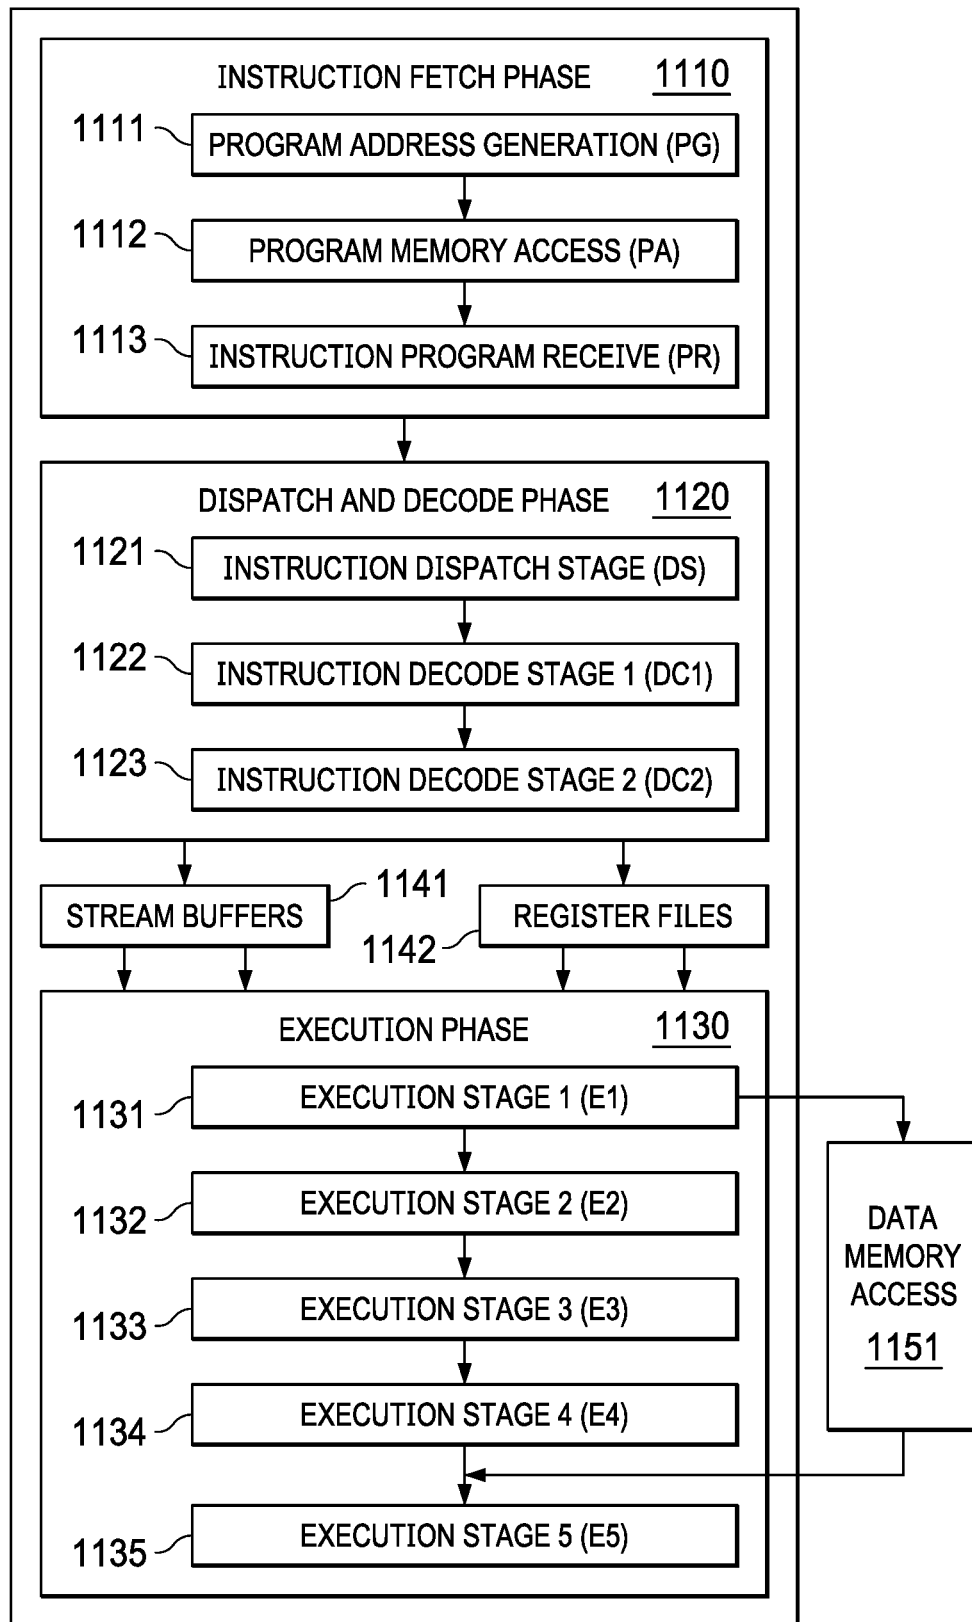 INSTRUCTION FETCH PHASE 1110
1111 PROGRAM ADDRESS GENERATION (PG)
1112 PROGRAM MEMORY ACCESS (PA)
1113 INSTRUCTION PROGRAM RECEIVE (PR)
DISPATCH AND DECODE PHASE 1120
1121 INSTRUCTION DISPATCH STAGE (DS)
1122 INSTRUCTION DECODE STAGE 1 (DC1)
1123 INSTRUCTION DECODE STAGE 2 (DC2)
STREAM BUFFERS 1141
1142 REGISTER FILES
EXECUTION PHASE 1130
1131 EXECUTION STAGE 1 (E1)
1132 EXECUTION STAGE 2 (E2)
1133 EXECUTION STAGE 3 (E3)
1134 EXECUTION STAGE 4 (E4)
1135 EXECUTION STAGE 5 (E5)
DATA
MEMORY
ACCESS
1151